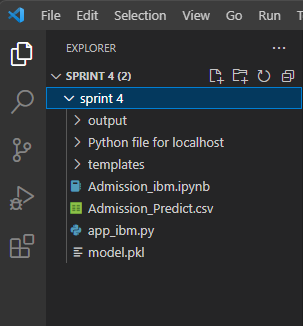 File Edit Selection View Go Run
EXPLORER
SPRINT 4 (2)
sprint 4
output
Python file for localhost
templates
Admission_ibm.ipynb
Admission_Predict.csv
app_ibm.py
model.pkl